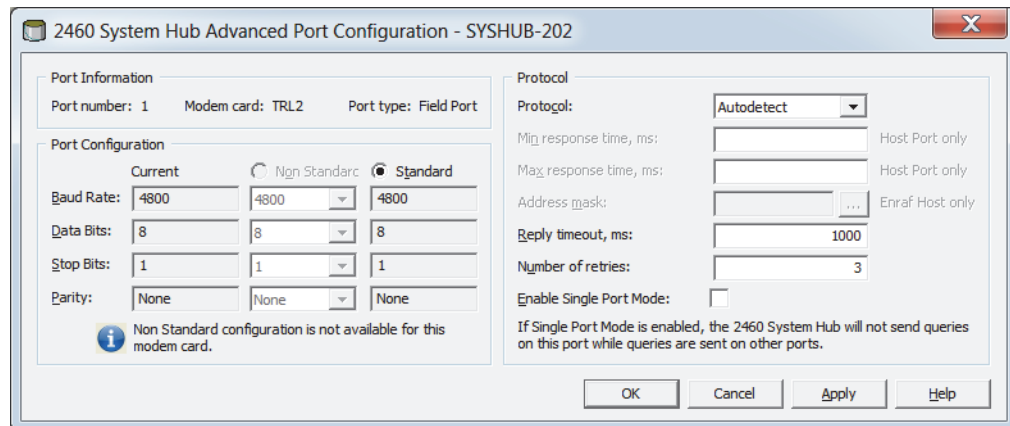 2460 System Hub Advanced Port Configuration - SYSHUB-202
Port Information
Port number: 1 Modem card: TRL2 Port type: Field Port
Port Configuration
Current Non Standarc Standard
Baud Rate: 4800 4800 4800
Data Bits: 8 8 8
Stop Bits: 1 1 1
Parity: None None None
Non Standard configuration is not available for this
modem card.
Protocol
Protocol: Autodetect
Min response time, ms: Host Port only
Max response time, ms: Host Port only
Address mask: ... Enraf Host only
Reply timeout, ms: 1000
Number of retries: 3
Enable Single Port Mode:
If Single Port Mode is enabled, the 2460 System Hub will not send queries
on this port while queries are sent on other ports.
OK Cancel Apply Help